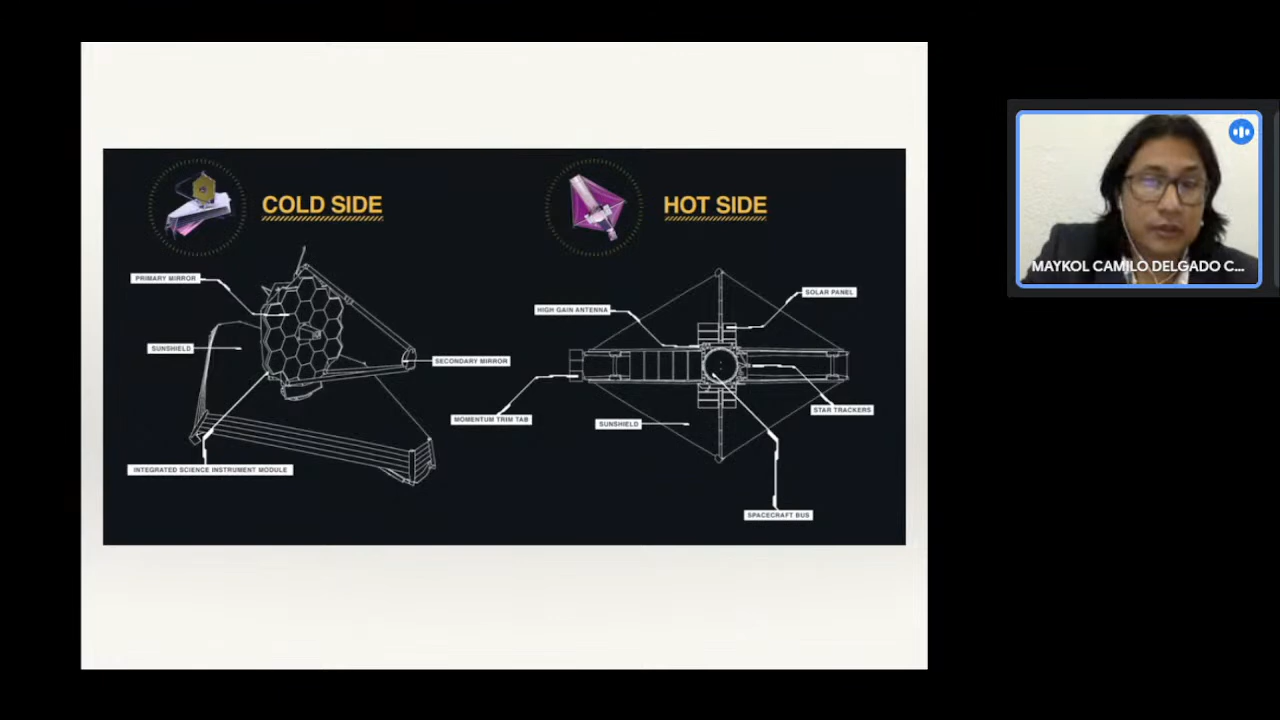 COLD SIDE
PRIMARY MIRROR
SUNSHIELD
SECONDARY MIRROR
INTEGRATED SCIENCE INSTRUMENT MODULE
HOT SIDE
SOLAR PANEL
HIGH GAIN ANTENNA
STAR TRACKERS
MOMENTUM TRIM TAB
SUNSHIELD
SPACECRAFT BUS
MAYKOL CAMILO DELGADO C...